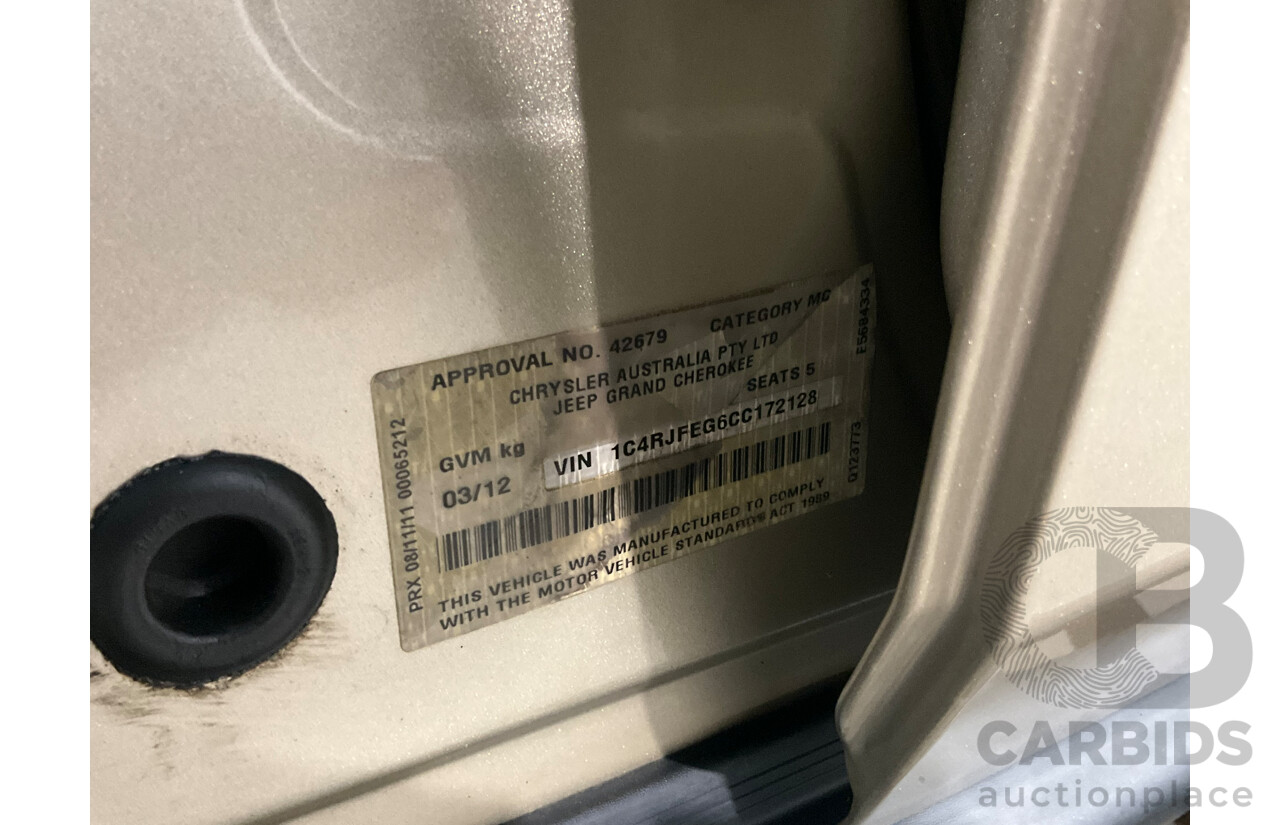 APPROVAL NO. 42679 CATEGORY MC
CHRYSLER AUSTRALIA PTY LTD
JEEP GRAND CHEROKEE
SEATS 5
GVM kg
VIN 1C4RJFEG6CC172128
03/12
THIS VEHICLE WAS MANUFACTURED TO COMPLY
WITH THE MOTOR VEHICLE STANDARDS ACT 1989
PRX 08/11/11 00065212
E5684334
Q123773
CB
CARBIDS
auctionplace